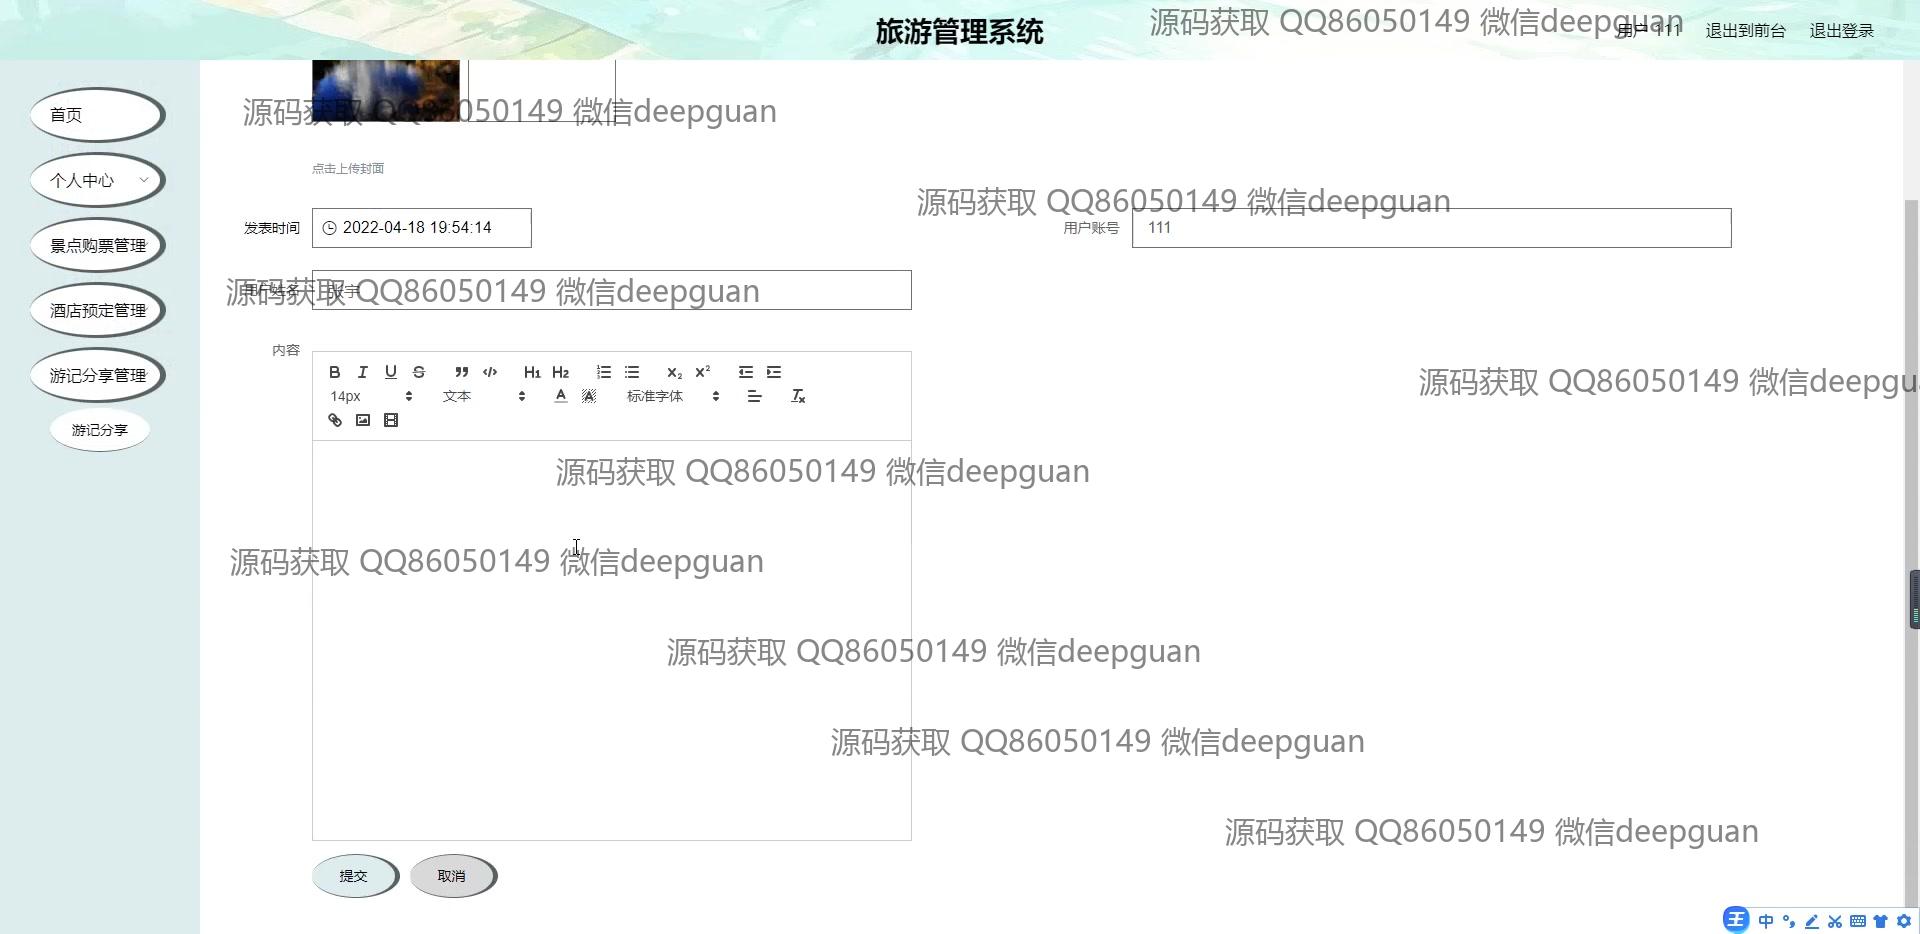 旅游管理系统
源码获取 QQ86050149 微信deepguan
用户 111
退出到前台
退出登录
首页
源码获取 QQ86050149 微信deepguan
点击上传封面
个人中心
源码获取 QQ86050149 微信deepguan
发表时间
2022-04-18 19:54:14
用户账号
111
景点购票管理
源码获取 QQ86050149 微信deepguan
用户姓名
张宇
酒店预定管理
内容
B I U S H1 H2 X2 X2
14px 文本 A A 标准字体 Tx
游记分享管理
源码获取 QQ86050149 微信deepgu
游记分享
源码获取 QQ86050149 微信deepguan
源码获取 QQ86050149 微信deepguan
源码获取 QQ86050149 微信deepguan
源码获取 QQ86050149 微信deepguan
源码获取 QQ86050149 微信deepguan
提交
取消
王 中